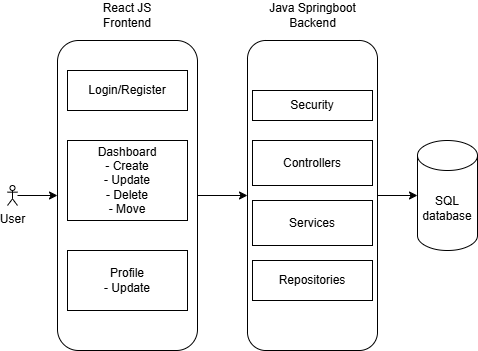 React JS
Frontend
Java Springboot
Backend
Login/Register
Dashboard
- Create
- Update
- Delete
- Move
Profile
- Update
User
Security
Controllers
Services
Repositories
SQL
database